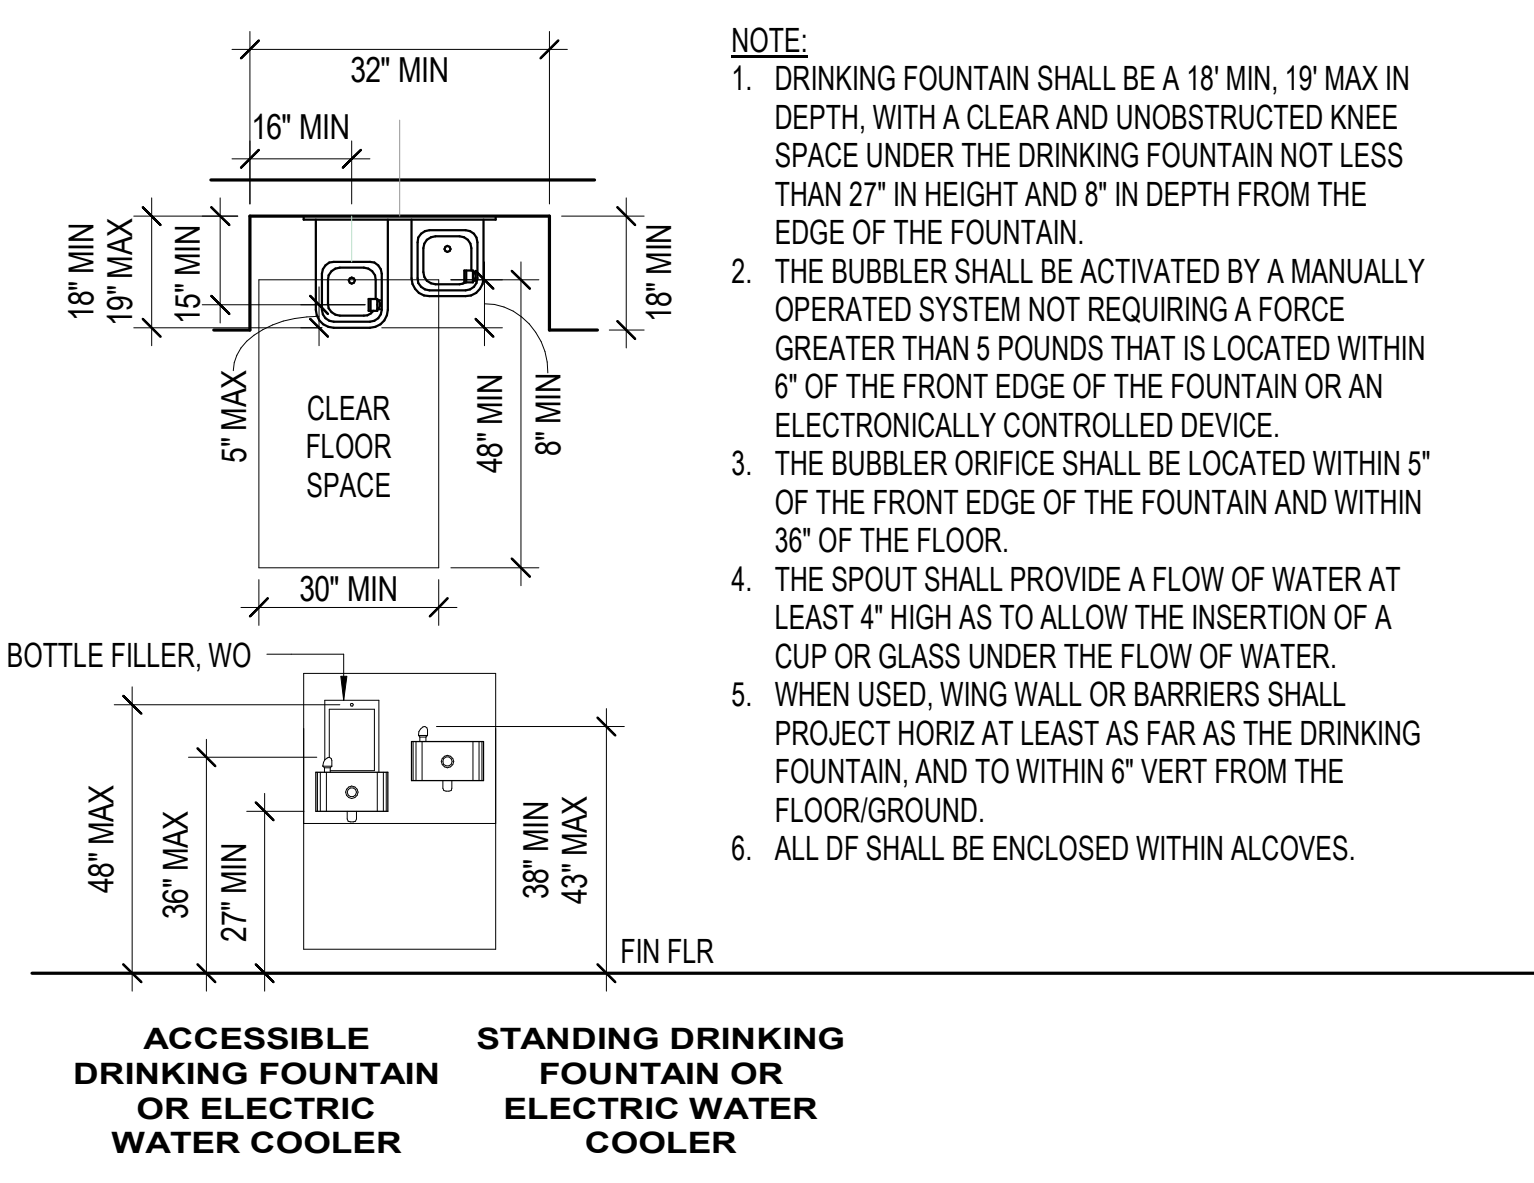 32" MIN
16" MIN
18" MIN
19" MAX
15" MIN
18" MIN
5" MAX
CLEAR
FLOOR
SPACE
48" MIN
8" MIN
30" MIN
BOTTLE FILLER, WO
48" MAX
36" MAX
27" MIN
38" MIN
43" MAX
FIN FLR
ACCESSIBLE
DRINKING FOUNTAIN
OR ELECTRIC
WATER COOLER
STANDING DRINKING
FOUNTAIN OR
ELECTRIC WATER
COOLER
NOTE:
1. DRINKING FOUNTAIN SHALL BE A 18' MIN, 19' MAX IN
DEPTH, WITH A CLEAR AND UNOBSTRUCTED KNEE
SPACE UNDER THE DRINKING FOUNTAIN NOT LESS
THAN 27" IN HEIGHT AND 8" IN DEPTH FROM THE
EDGE OF THE FOUNTAIN.
2. THE BUBBLER SHALL BE ACTIVATED BY A MANUALLY
OPERATED SYSTEM NOT REQUIRING A FORCE
GREATER THAN 5 POUNDS THAT IS LOCATED WITHIN
6" OF THE FRONT EDGE OF THE FOUNTAIN OR AN
ELECTRONICALLY CONTROLLED DEVICE.
3. THE BUBBLER ORIFICE SHALL BE LOCATED WITHIN 5"
OF THE FRONT EDGE OF THE FOUNTAIN AND WITHIN
36" OF THE FLOOR.
4. THE SPOUT SHALL PROVIDE A FLOW OF WATER AT
LEAST 4" HIGH AS TO ALLOW THE INSERTION OF A
CUP OR GLASS UNDER THE FLOW OF WATER.
5. WHEN USED, WING WALL OR BARRIERS SHALL
PROJECT HORIZ AT LEAST AS FAR AS THE DRINKING
FOUNTAIN, AND TO WITHIN 6" VERT FROM THE
FLOOR/GROUND.
6. ALL DF SHALL BE ENCLOSED WITHIN ALCOVES.